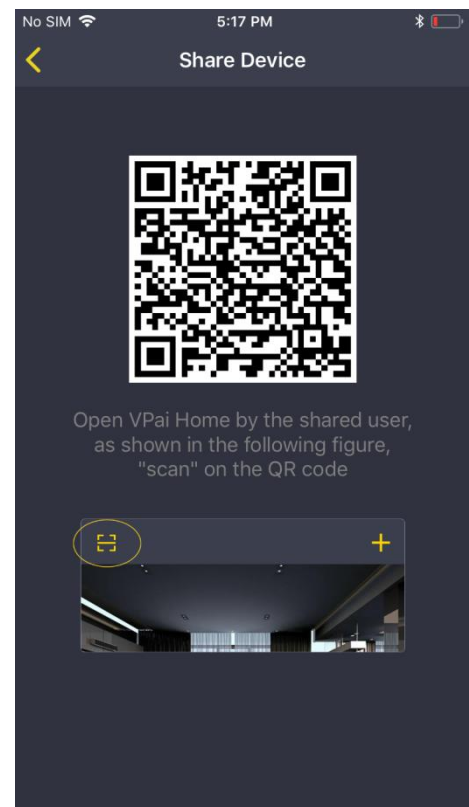 No SIM 5:17 PM
Share Device
Open VPai Home by the shared user,
as shown in the following figure,
"scan" on the QR code